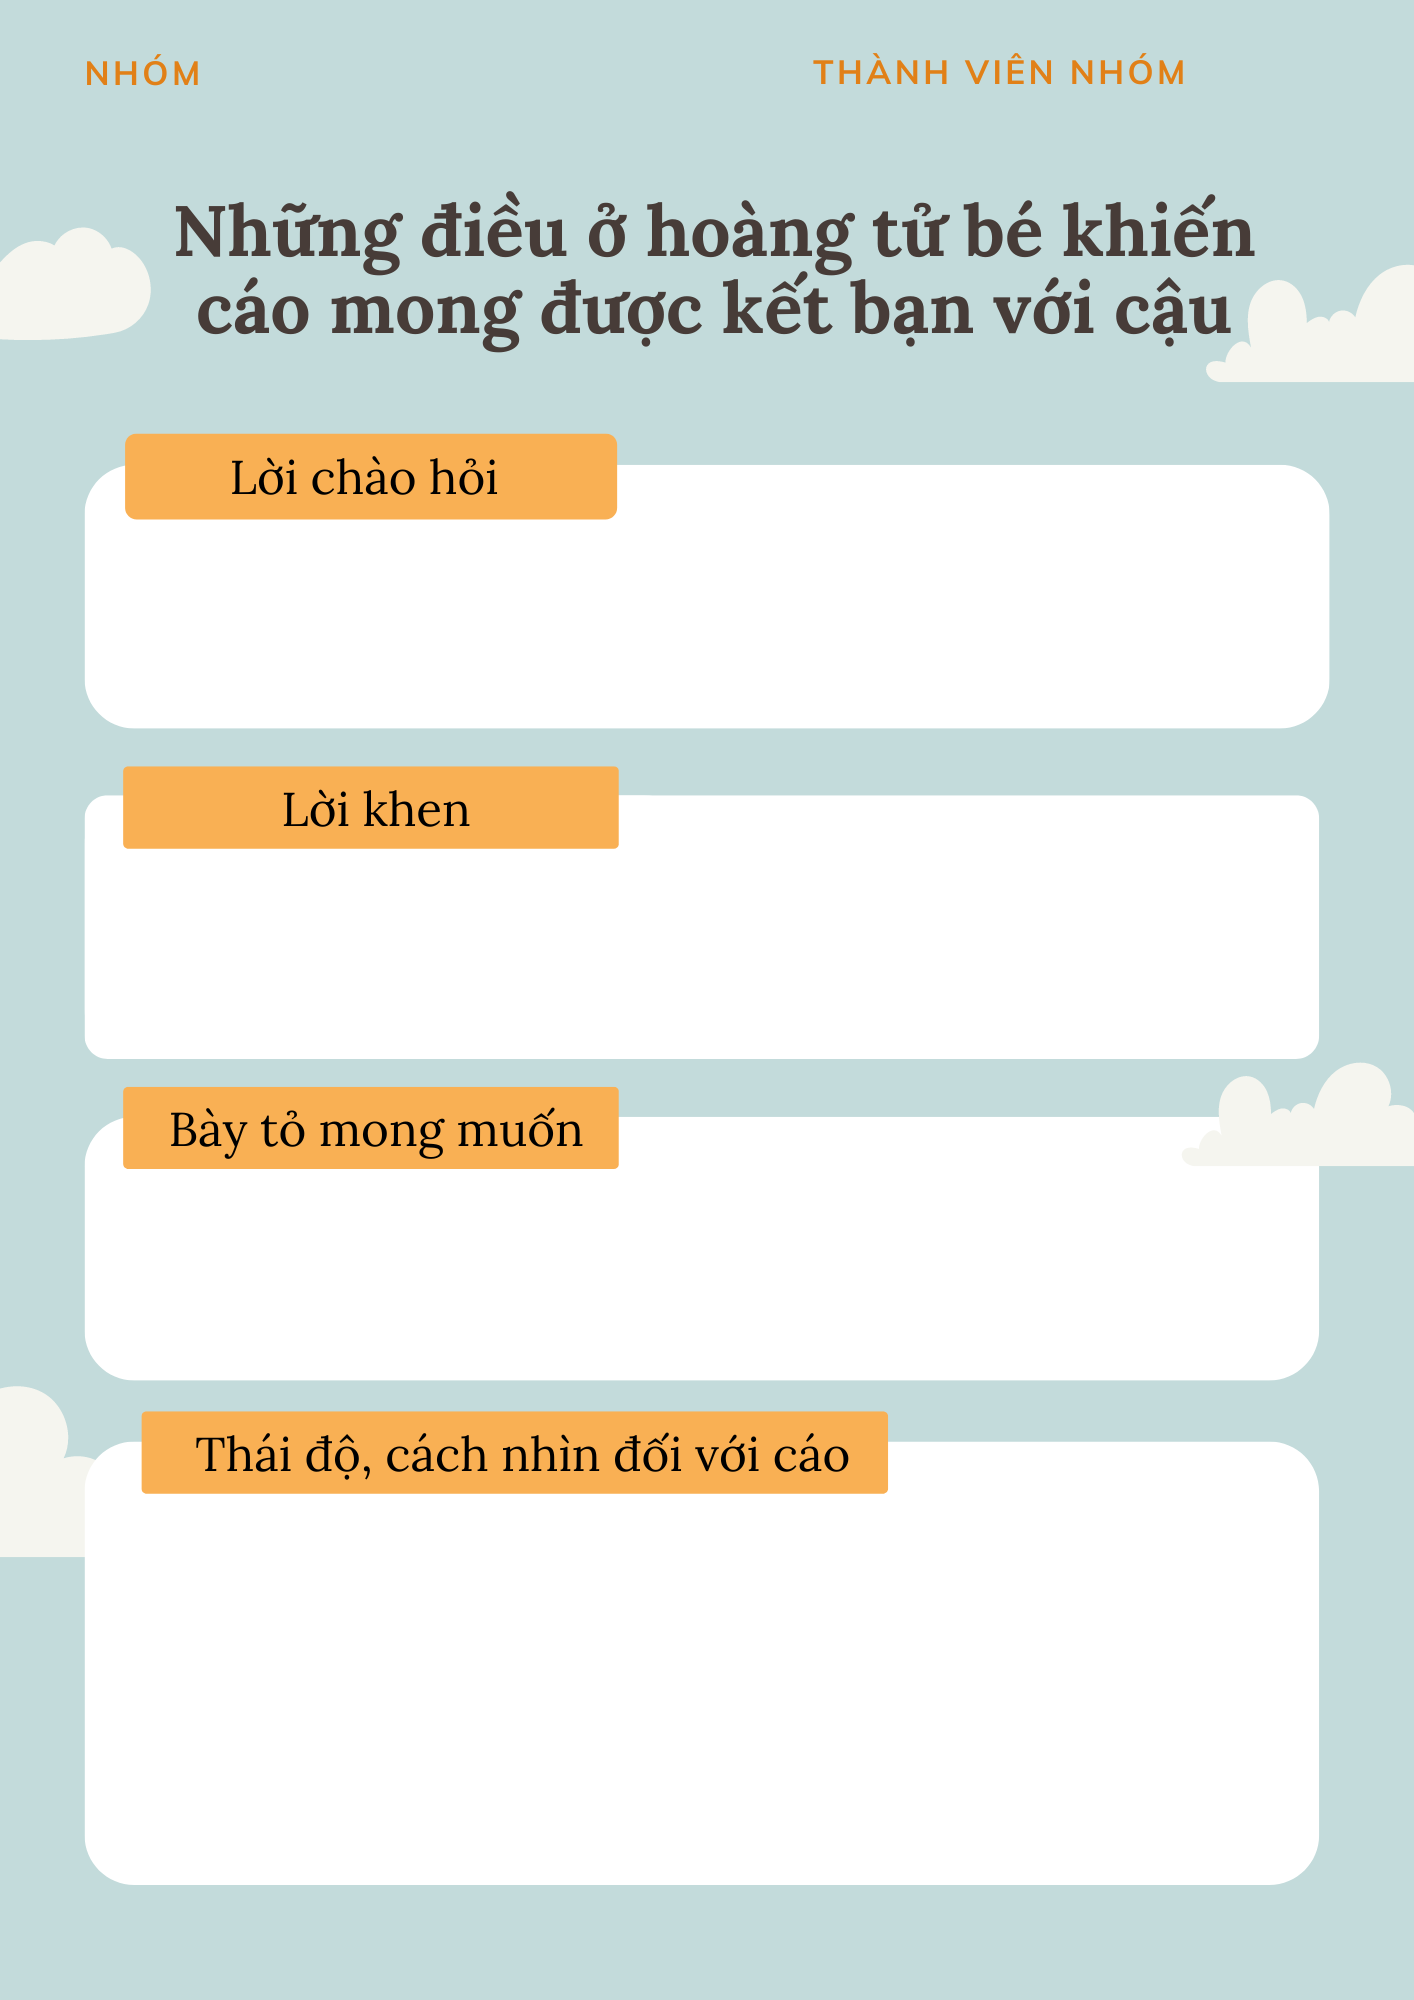 NHÓM
THÀNH VIÊN NHÓM
Những điều ở hoàng tử bé khiến
cáo mong được kết bạn với cậu
Lời chào hỏi
Lời khen
Bày tỏ mong muốn
Thái độ, cách nhìn đối với cáo